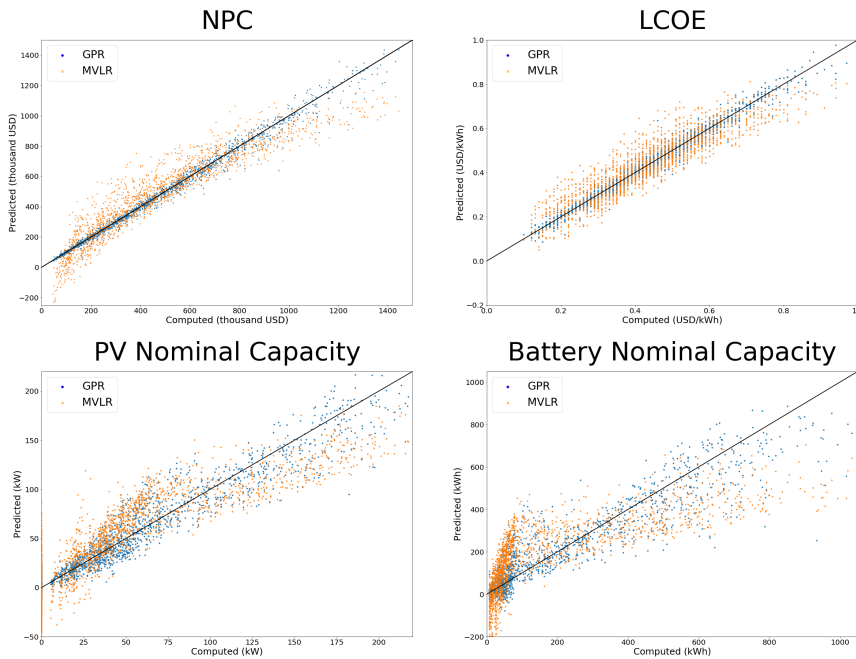 NPC
GPR
MVLR
1400
1200
1000
800
600
400
200
0
−200
0 200 400 600 800 1000 1200 1400
Predicted (thousand USD)
Computed (thousand USD)
LCOE
GPR
MVLR
1.0
0.8
0.6
0.4
0.2
0.0
−0.2
0.0 0.2 0.4 0.6 0.8 1.
Predicted (USD/kWh)
Computed (USD/kWh)
PV Nominal Capacity
GPR
MVLR
200
150
100
50
0
−50
0 25 50 75 100 125 150 175 200
Predicted (kW)
Computed (kW)
Battery Nominal Capacity
GPR
MVLR
1000
800
600
400
200
0
−200
0 200 400 600 800 1000
Predicted (kWh)
Computed (kWh)